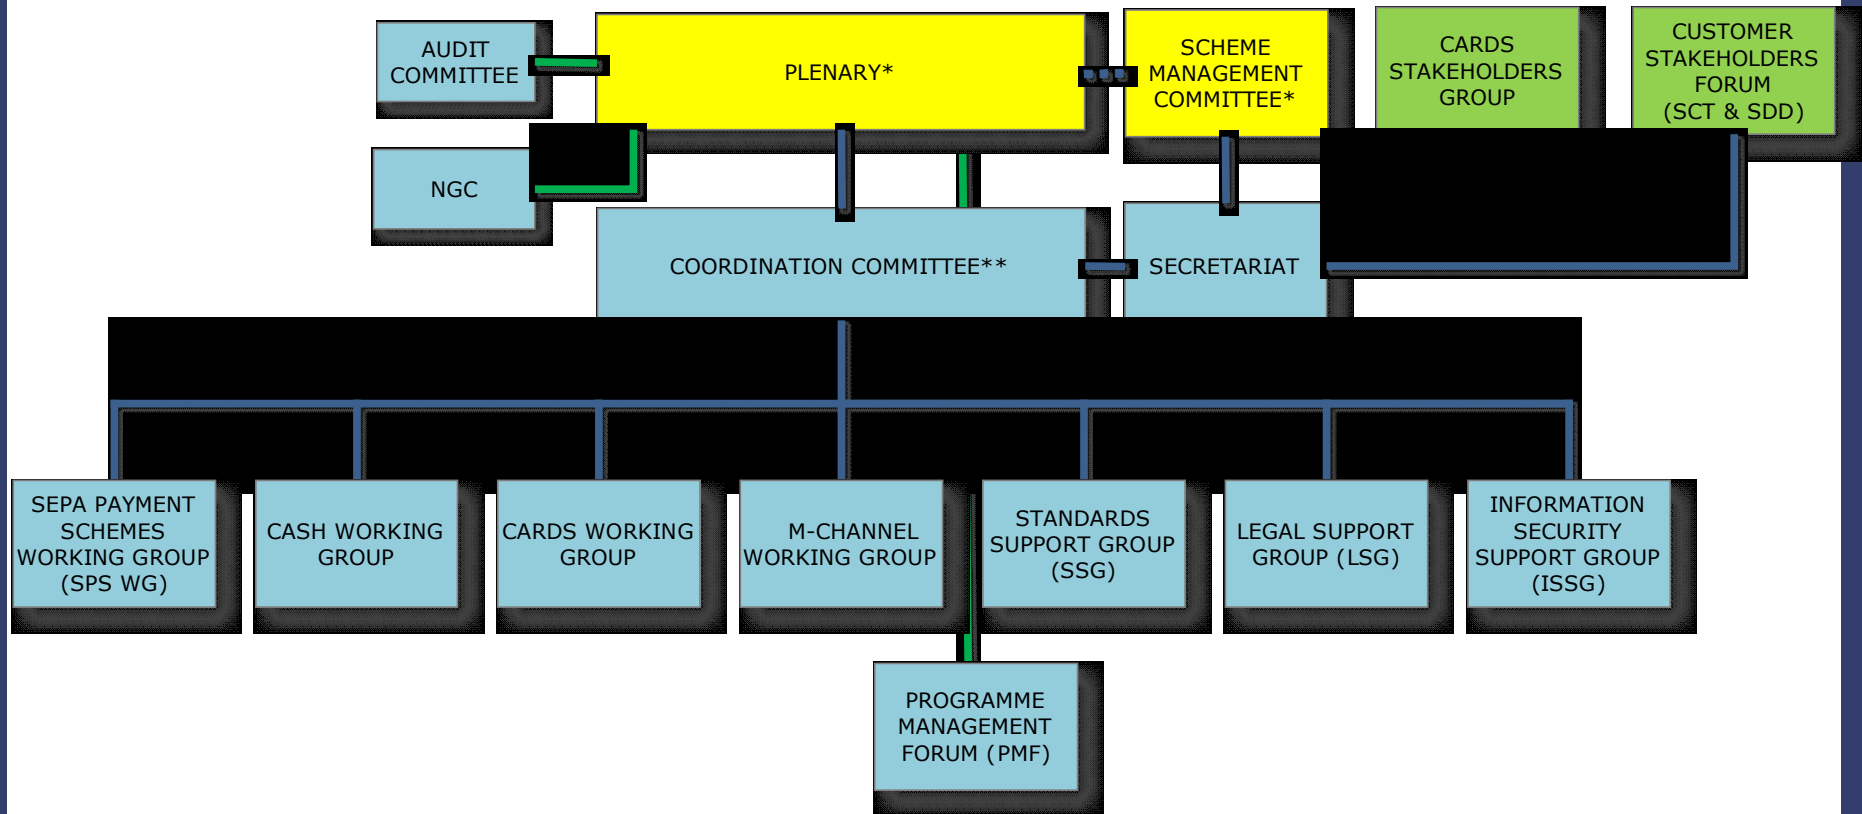 AUDIT
COMMITTEE
PLENARY*
SCHEME
MANAGEMENT
COMMITTEE*
CARDS
STAKEHOLDERS
GROUP
CUSTOMER
STAKEHOLDERS
FORUM
(SCT & SDD)
NGC
COORDINATION COMMITTEE**
SECRETARIAT
SEPA PAYMENT
SCHEMES
WORKING GROUP
(SPS WG)
CASH WORKING
GROUP
CARDS WORKING
GROUP
M-CHANNEL
WORKING GROUP
STANDARDS
SUPPORT GROUP
(SSG)
LEGAL SUPPORT
GROUP (LSG)
INFORMATION
SECURITY
SUPPORT GROUP
(ISSG)
PROGRAMME
MANAGEMENT
FORUM (PMF)